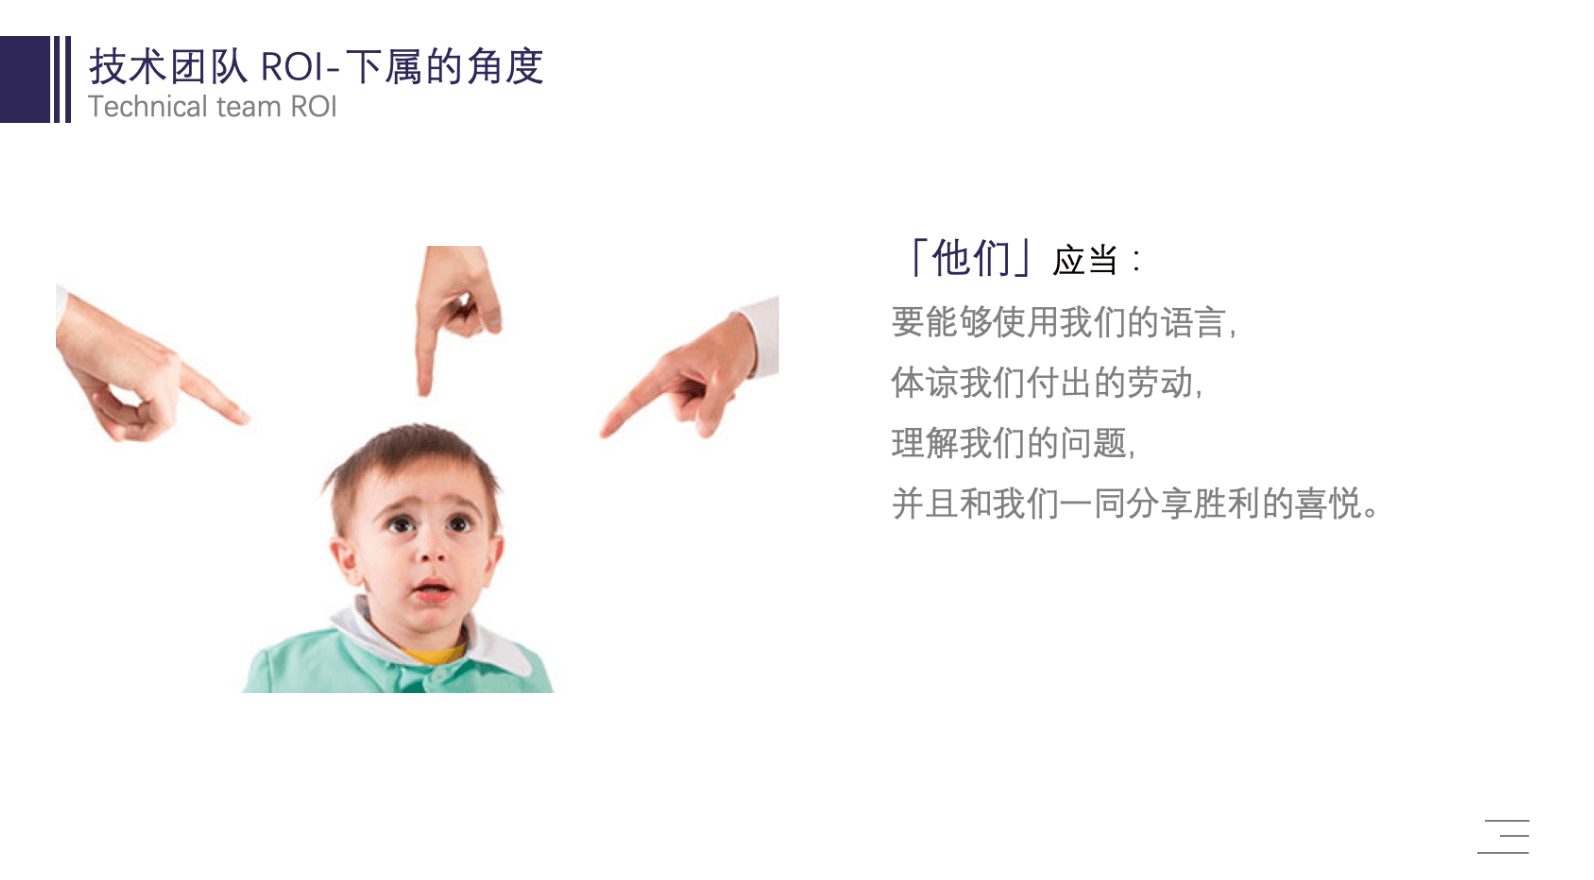 技术团队 ROI-下属的角度
Technical team ROI
「他们」应当：
要能够使用我们的语言,
体谅我们付出的劳动,
理解我们的问题,
并且和我们一同分享胜利的喜悦。